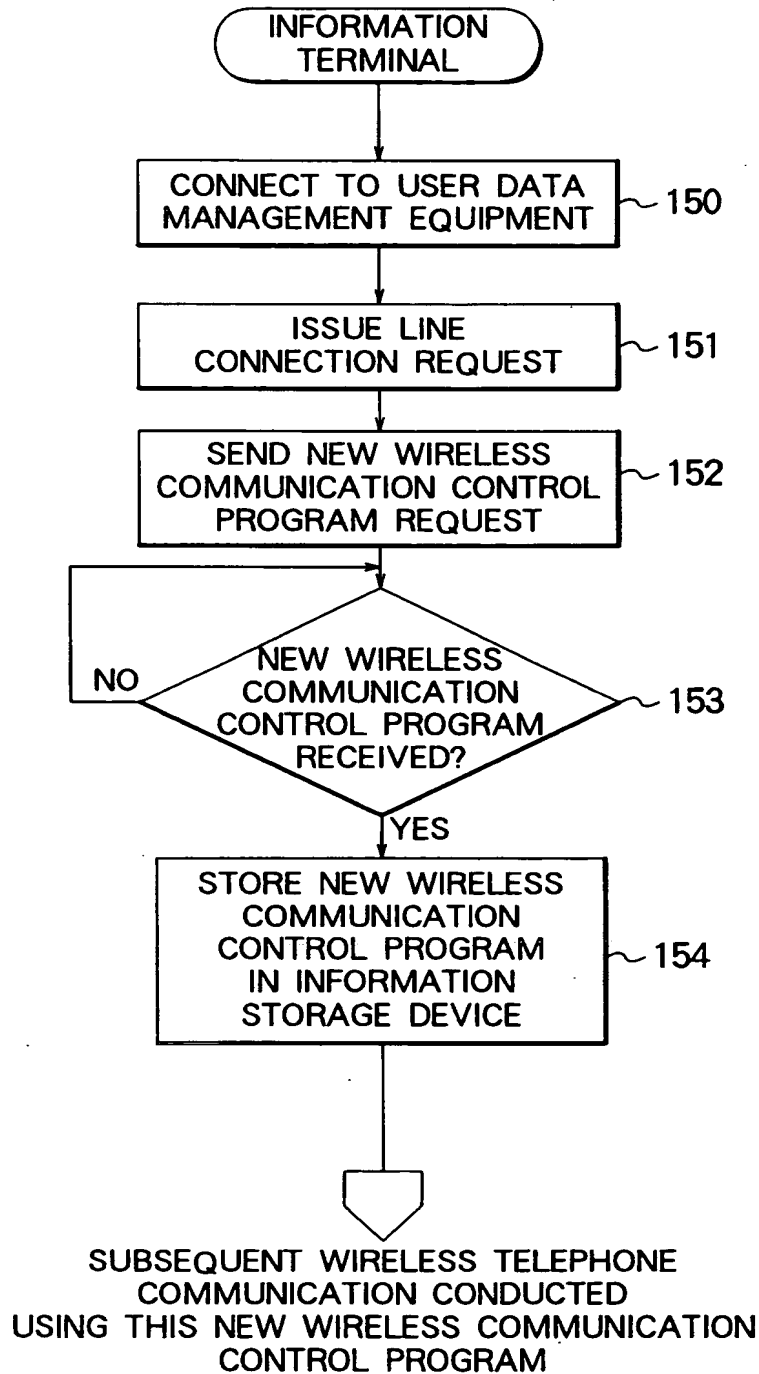 INFORMATION
TERMINAL
CONNECT TO USER DATA
MANAGEMENT EQUIPMENT
150
ISSUE LINE
CONNECTION REQUEST
151
SEND NEW WIRELESS
COMMUNICATION CONTROL
PROGRAM REQUEST
152
NO
NEW WIRELESS
COMMUNICATION
CONTROL PROGRAM
RECEIVED?
153
YES
STORE NEW WIRELESS
COMMUNICATION
CONTROL PROGRAM
IN INFORMATION
STORAGE DEVICE
154
SUBSEQUENT WIRELESS TELEPHONE
COMMUNICATION CONDUCTED
USING THIS NEW WIRELESS COMMUNICATION
CONTROL PROGRAM